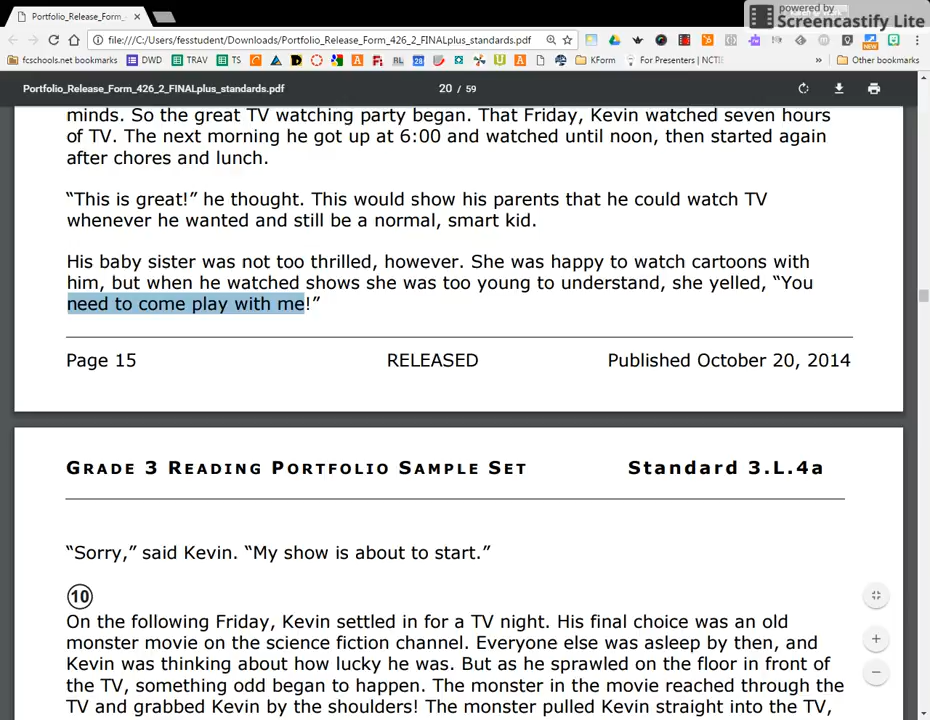 Portfolio_Release_Form_
powered by
Screencastify Lite
file:///C:/Users/fesstudent/Downloads/Portfolio_Release_Form_426_2_FINALplus_standards.pdf
fcschools.net bookmarks DWD TRAV TS RL 28 KForm For Presenters | NCTI » Other bookmarks
Portfolio_Release_Form_426_2_FINALplus_standards.pdf 20 / 59
minds. So the great TV watching party began. That Friday, Kevin watched seven hours
of TV. The next morning he got up at 6:00 and watched until noon, then started again
after chores and lunch.
“This is great!” he thought. This would show his parents that he could watch TV
whenever he wanted and still be a normal, smart kid.
His baby sister was not too thrilled, however. She was happy to watch cartoons with
him, but when he watched shows she was too young to understand, she yelled, “You
need to come play with me!”
Page 15 RELEASED Published October 20, 2014
GRADE 3 READING PORTFOLIO SAMPLE SET Standard 3.L.4a
“Sorry,” said Kevin. “My show is about to start.”
10
On the following Friday, Kevin settled in for a TV night. His final choice was an old
monster movie on the science fiction channel. Everyone else was asleep by then, and
Kevin was thinking about how lucky he was. But as he sprawled on the floor in front of
the TV, something odd began to happen. The monster in the movie reached through the
TV and grabbed Kevin by the shoulders! The monster pulled Kevin straight into the TV,